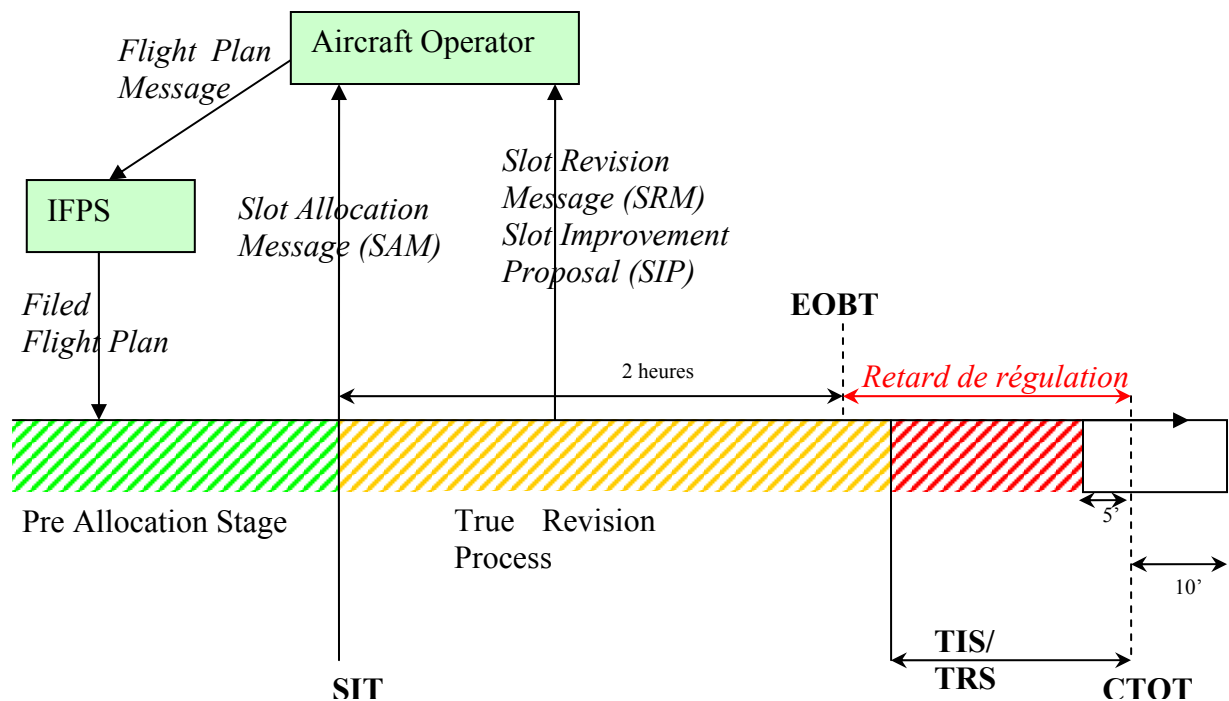 Flight Plan
Message
Aircraft Operator
IFPS
Slot Allocation
Message (SAM)
Slot Revision
Message (SRM)
Slot Improvement
Proposal (SIP)
Filed
Flight Plan
EOBT
2 heures
Retard de régulation
Pre Allocation Stage
True Revision
Process
5’
10’
TIS/
TRS
SIT
CTOT